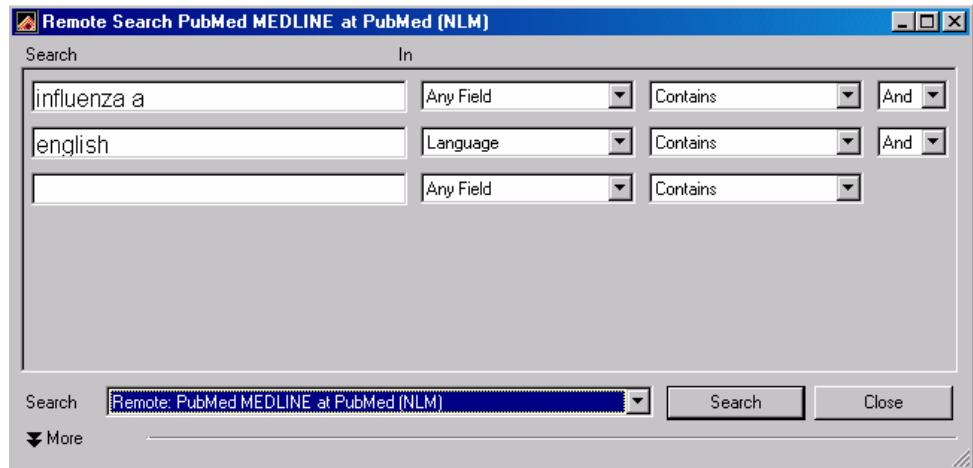 Remote Search PubMed MEDLINE at PubMed (NLM)
Search In
influenza a Any Field Contains And
english Language Contains And
Any Field Contains
Search Remote: PubMed MEDLINE at PubMed (NLM) Search Close
More